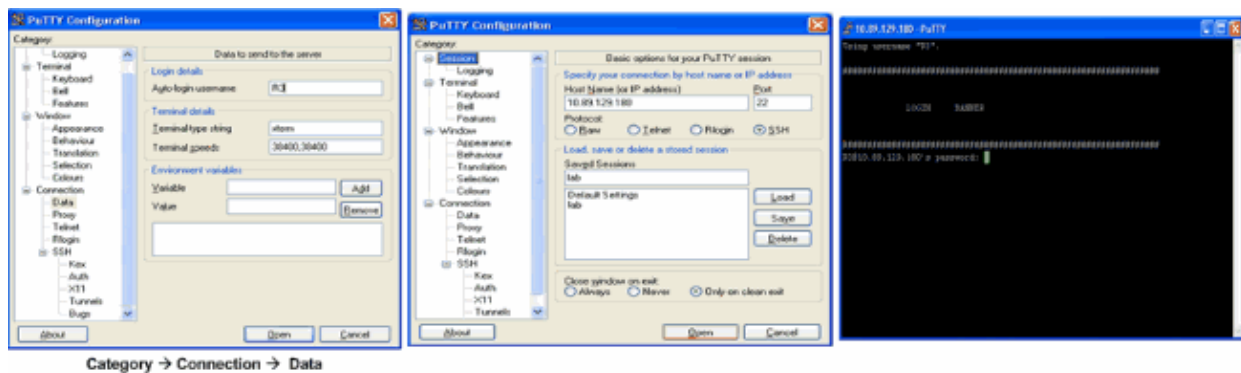 PuTTY Configuration
Category:
Logging
Terminal
Keyboard
Bell
Features
Window
Appearance
Behaviour
Translation
Selection
Colours
Connection
Data
Proxy
Telnet
Rlogin
SSH
Kex
Auth
X11
Tunnels
Bugs
Data to send to the server
Login details
Auto-login username
Terminal details
Terminal-type string xterm
Terminal speeds 38400,38400
Environment variables
Variable Add
Value Remove
About Open Cancel
Category → Connection → Data
PuTTY Configuration
Category:
Session
Logging
Terminal
Keyboard
Bell
Features
Window
Appearance
Behaviour
Translation
Selection
Colours
Connection
Data
Proxy
Telnet
Rlogin
SSH
Kex
Auth
X11
Tunnels
Basic options for your PuTTY session
Specify your connection by host name or IP address
Host Name (or IP address) Port
10.89.129.180 22
Protocol:
Raw Telnet Rlogin SSH
Load, save or delete a stored session
Saved Sessions
lab
Default Settings
lab
Load
Save
Delete
Close window on exit:
Always Never Only on clean exit
About Open Cancel
10.89.129.180 - PuTTY
Using username
LOGIN BANNER
password: